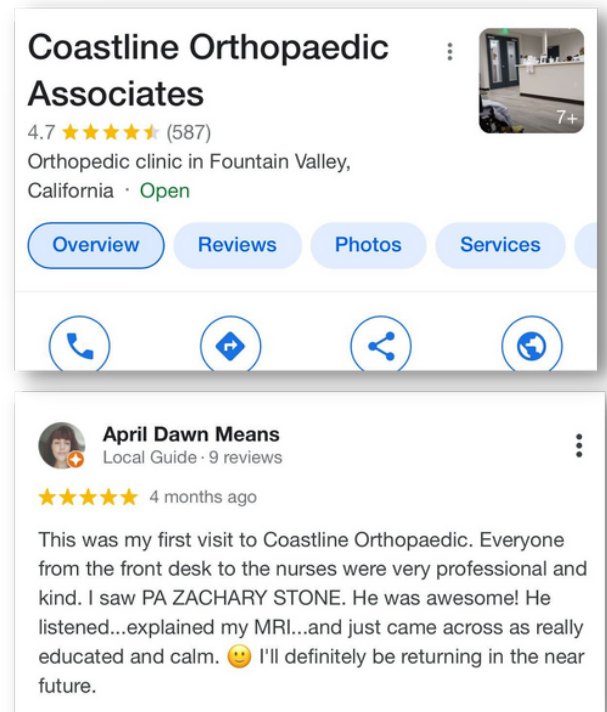 Coastline Orthopaedic
Associates
7+
4.7 ★★★★★ (587)
Orthopedic clinic in Fountain Valley,
California · Open
Overview Reviews Photos Services
April Dawn Means
Local Guide · 9 reviews
★★★★★ 4 months ago
This was my first visit to Coastline Orthopaedic. Everyone
from the front desk to the nurses were very professional and
kind. I saw PA ZACHARY STONE. He was awesome! He
listened...explained my MRI...and just came across as really
educated and calm. 🙂 I'll definitely be returning in the near
future.